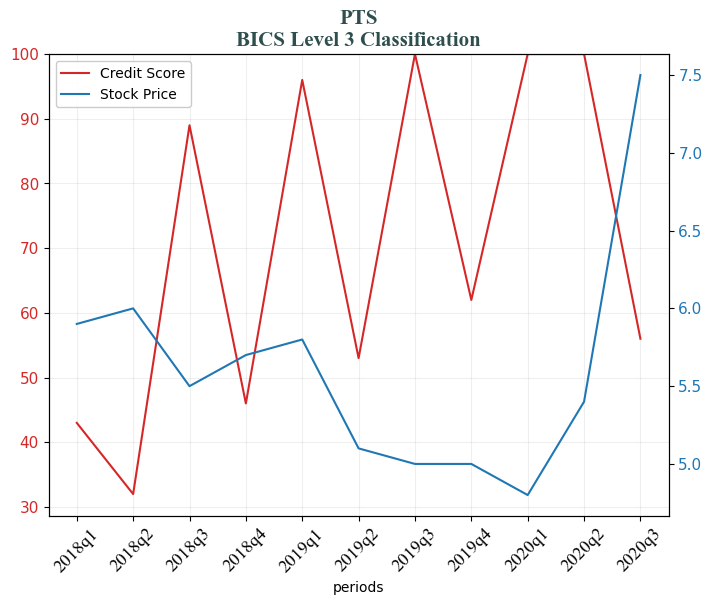 PTS
BICS Level 3 Classification
Credit Score
Stock Price
100
90
80
70
60
50
40
30
7.5
7.0
6.5
6.0
5.5
5.0
2018q1
2018q2
2018q3
2018q4
2019q1
2019q2
2019q3
2019q4
2020q1
2020q2
2020q3
periods